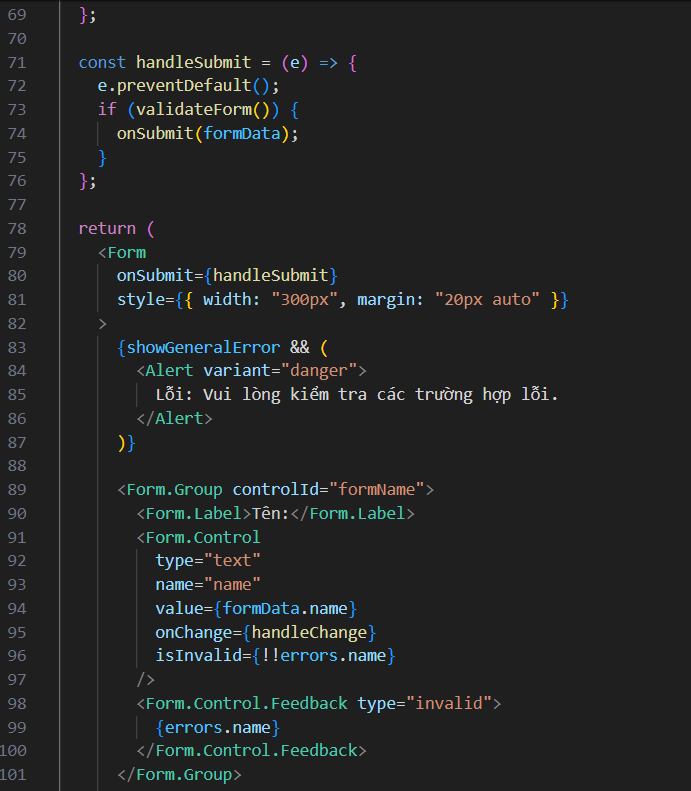 69 };
70
71 const handleSubmit = (e) => {
72 e.preventDefault();
73 if (validateForm()) {
74 onSubmit(formData);
75 }
76 };
77
78 return (
79 <Form
80 onSubmit={handleSubmit}
81 style={{ width: "300px", margin: "20px auto" }}
82 >
83 {showGeneralError && (
84 <Alert variant="danger">
85 Lỗi: Vui lòng kiểm tra các trường hợp lỗi.
86 </Alert>
87 )}
88
89 <Form.Group controlId="formName">
90 <Form.Label>Tên:</Form.Label>
91 <Form.Control
92 type="text"
93 name="name"
94 value={formData.name}
95 onChange={handleChange}
96 isInvalid={!!errors.name}
97 />
98 <Form.Control.Feedback type="invalid">
99 {errors.name}
100 </Form.Control.Feedback>
101 </Form.Group>